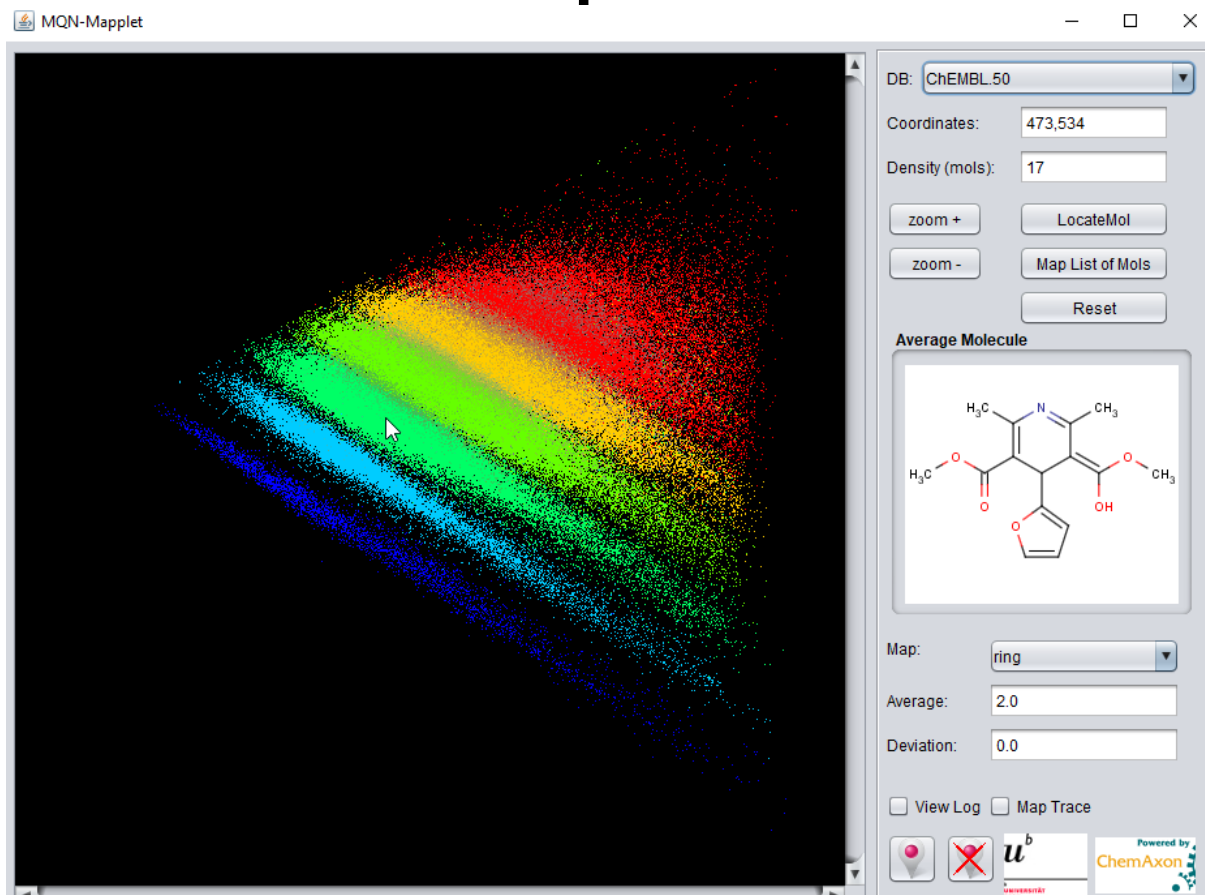 MQN-Mapplet
DB: ChEMBL.50
Coordinates: 473,534
Density (mols): 17
zoom + LocateMol
zoom - Map List of Mols
Reset
Average Molecule
H₃C N CH₃
H₃C O O CH₃
O OH
O
Map: ring
Average: 2.0
Deviation: 0.0
View Log Map Trace
u b
UNIVERSITÄT
Powered by
ChemAxon